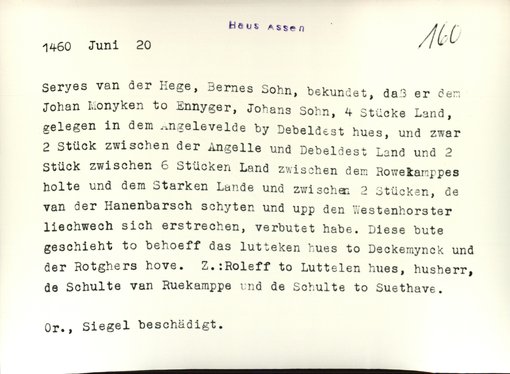 Haus Assen
160
1460 Juni 20
Seryes van der Hege, Bernes Sohn, bekundet, daß er dem
Johan Monyken to Ennyger, Johans Sohn, 4 Stücke Land,
gelegen in dem Angelevelde by Debeldest hues, und zwar
2 Stück zwischen der Angelle und Debeldest Land und 2
Stück zwischen 6 Stücken Land zwischen dem Rowekamppes
holte und dem Starken Lande und zwischen 2 Stücken, de
van der Hanenbarsch schyten und upp den Westenhorster
liechwech sich erstrechen, verbutet habe. Diese bute
geschieht to behoeff das lutteken hues to Deckemynck und
der Rotghers hove. Z.:Roleff to Luttelen hues, husherr,
de Schulte van Ruekamppe und de Schulte to Suethave.
Or., Siegel beschädigt.